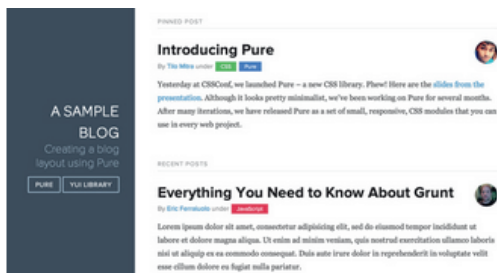 A SAMPLE
BLOG
Creating a blog
layout using Pure
PURE YUI LIBRARY
PINNED POST
Introducing Pure
By Tilo Mitra under CSS Pure
Yesterday at CSSConf, we launched Pure – a new CSS library. Phew! Here are the slides from the
presentation. Although it looks pretty minimalist, we've been working on Pure for several months.
After many iterations, we have released Pure as a set of small, responsive, CSS modules that you can
use in every web project.
RECENT POSTS
Everything You Need to Know About Grunt
By Eric Ferraiuolo under JavaScript
Lorem ipsum dolor sit amet, consectetur adipisicing elit, sed do eiusmod tempor incididunt ut
labore et dolore magna aliqua. Ut enim ad minim veniam, quis nostrud exercitation ullamco laboris
nisi ut aliquip ex ea commodo consequat. Duis aute irure dolor in reprehenderit in voluptate velit
esse cillum dolore eu fugiat nulla pariatur.